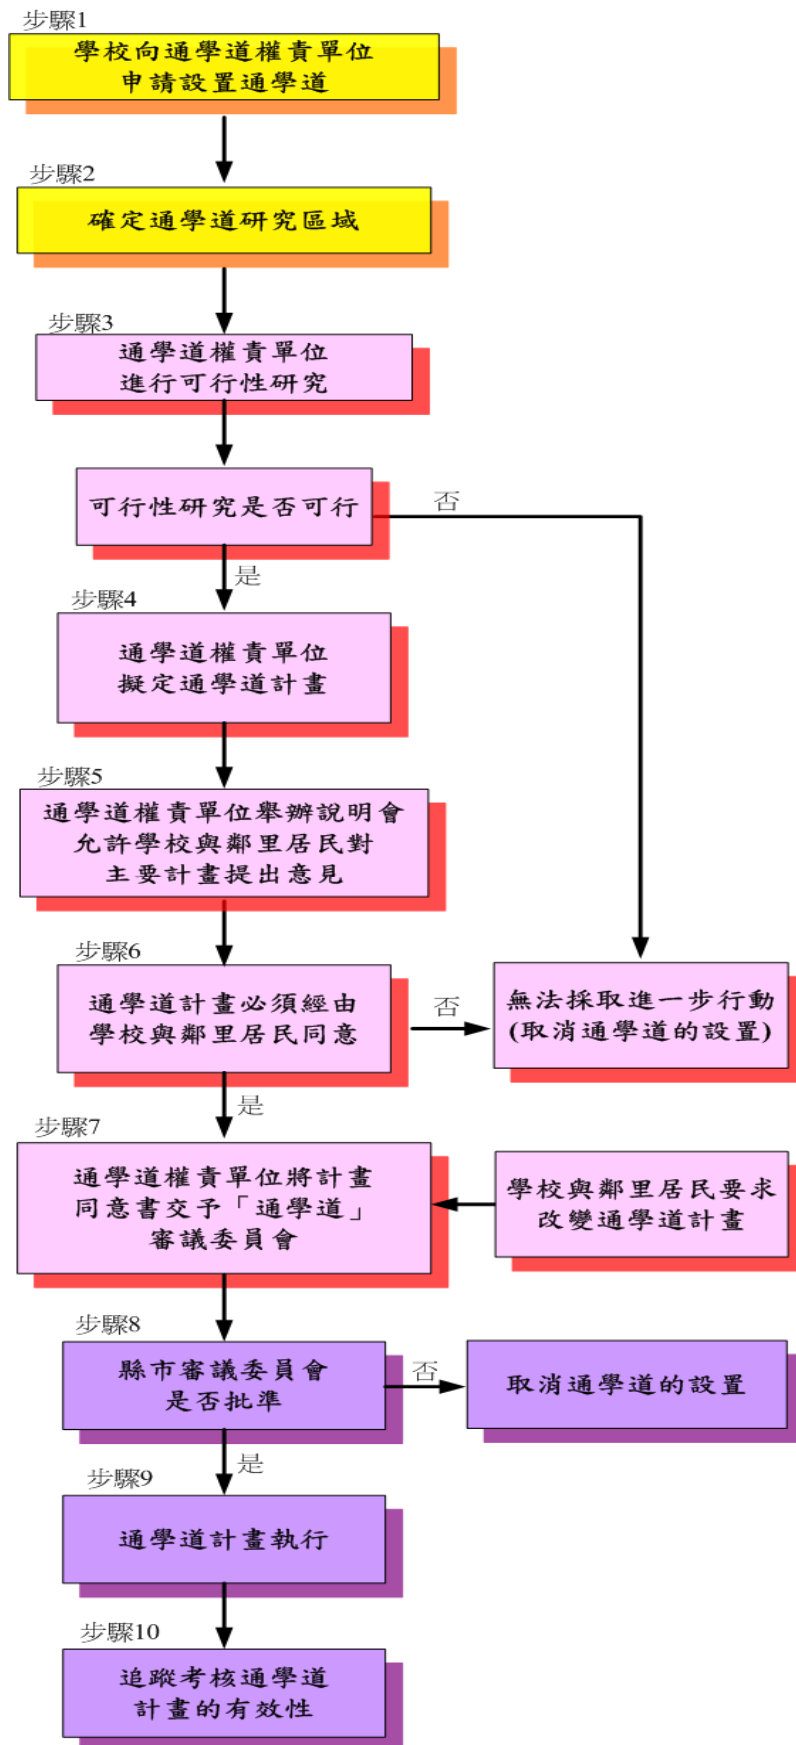 步驟1
學校向通學道權責單位
申請設置通學道
步驟2
確定通學道研究區域
步驟3
通學道權責單位
進行可行性研究
可行性研究是否可行
否
是
步驟4
通學道權責單位
擬定通學道計畫
步驟5
通學道權責單位舉辦說明會
允許學校與鄰里居民對
主要計畫提出意見
步驟6
通學道計畫必須經由
學校與鄰里居民同意
否
無法採取進一步行動
(取消通學道的設置)
是
步驟7
通學道權責單位將計畫
同意書交予「通學道」
審議委員會
學校與鄰里居民要求
改變通學道計畫
步驟8
縣市審議委員會
是否批準
否
取消通學道的設置
是
步驟9
通學道計畫執行
步驟10
追蹤考核通學道
計畫的有效性